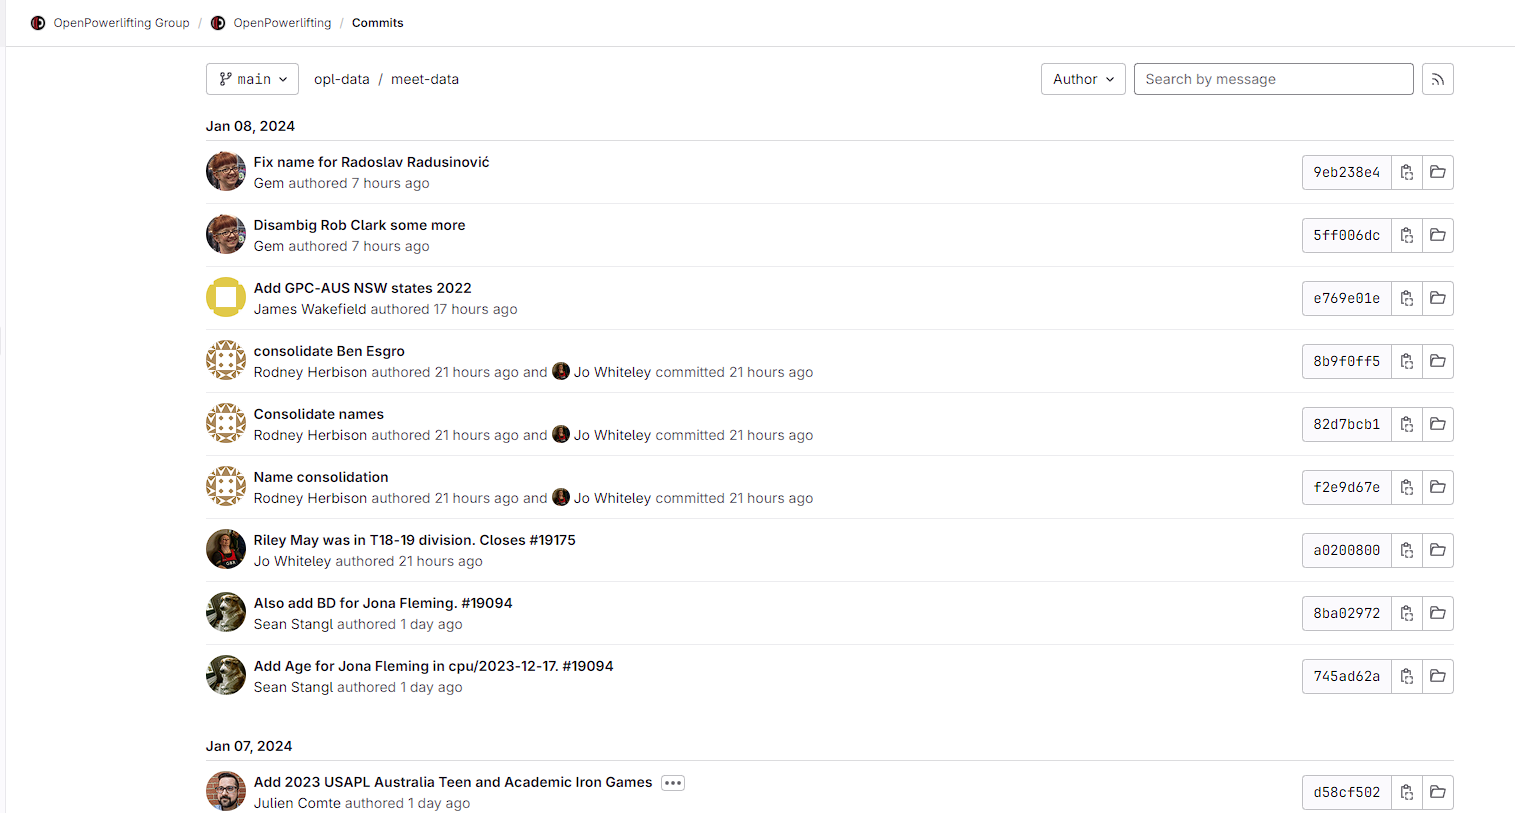 OpenPowerlifting Group / OpenPowerlifting / Commits
main opl-data / meet-data Author Search by message
Jan 08, 2024
Fix name for Radoslav Radusinović
Gem authored 7 hours ago
9eb238e4
Disambig Rob Clark some more
Gem authored 7 hours ago
5ff006dc
Add GPC-AUS NSW states 2022
James Wakefield authored 17 hours ago
e769e01e
consolidate Ben Esgro
Rodney Herbison authored 21 hours ago and Jo Whiteley committed 21 hours ago
8b9f0ff5
Consolidate names
Rodney Herbison authored 21 hours ago and Jo Whiteley committed 21 hours ago
82d7bcb1
Name consolidation
Rodney Herbison authored 21 hours ago and Jo Whiteley committed 21 hours ago
f2e9d67e
Riley May was in T18-19 division. Closes #19175
Jo Whiteley authored 21 hours ago
a0200800
Also add BD for Jona Fleming. #19094
Sean Stangl authored 1 day ago
8ba02972
Add Age for Jona Fleming in cpu/2023-12-17. #19094
Sean Stangl authored 1 day ago
745ad62a
Jan 07, 2024
Add 2023 USAPL Australia Teen and Academic Iron Games
Julien Comte authored 1 day ago
d58cf502